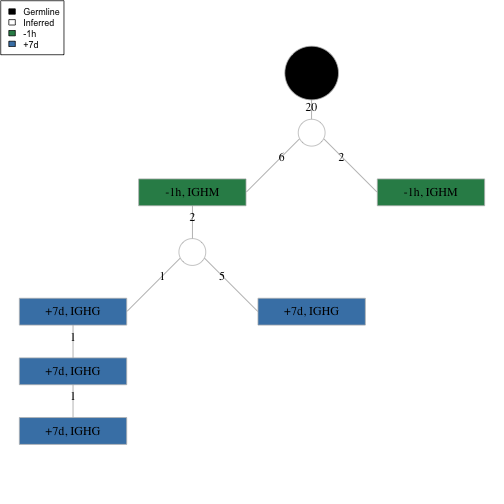 Germline
Inferred
-1h
+7d
20
6
2
-1h, IGHM
-1h, IGHM
2
1
5
+7d, IGHG
+7d, IGHG
1
+7d, IGHG
1
+7d, IGHG